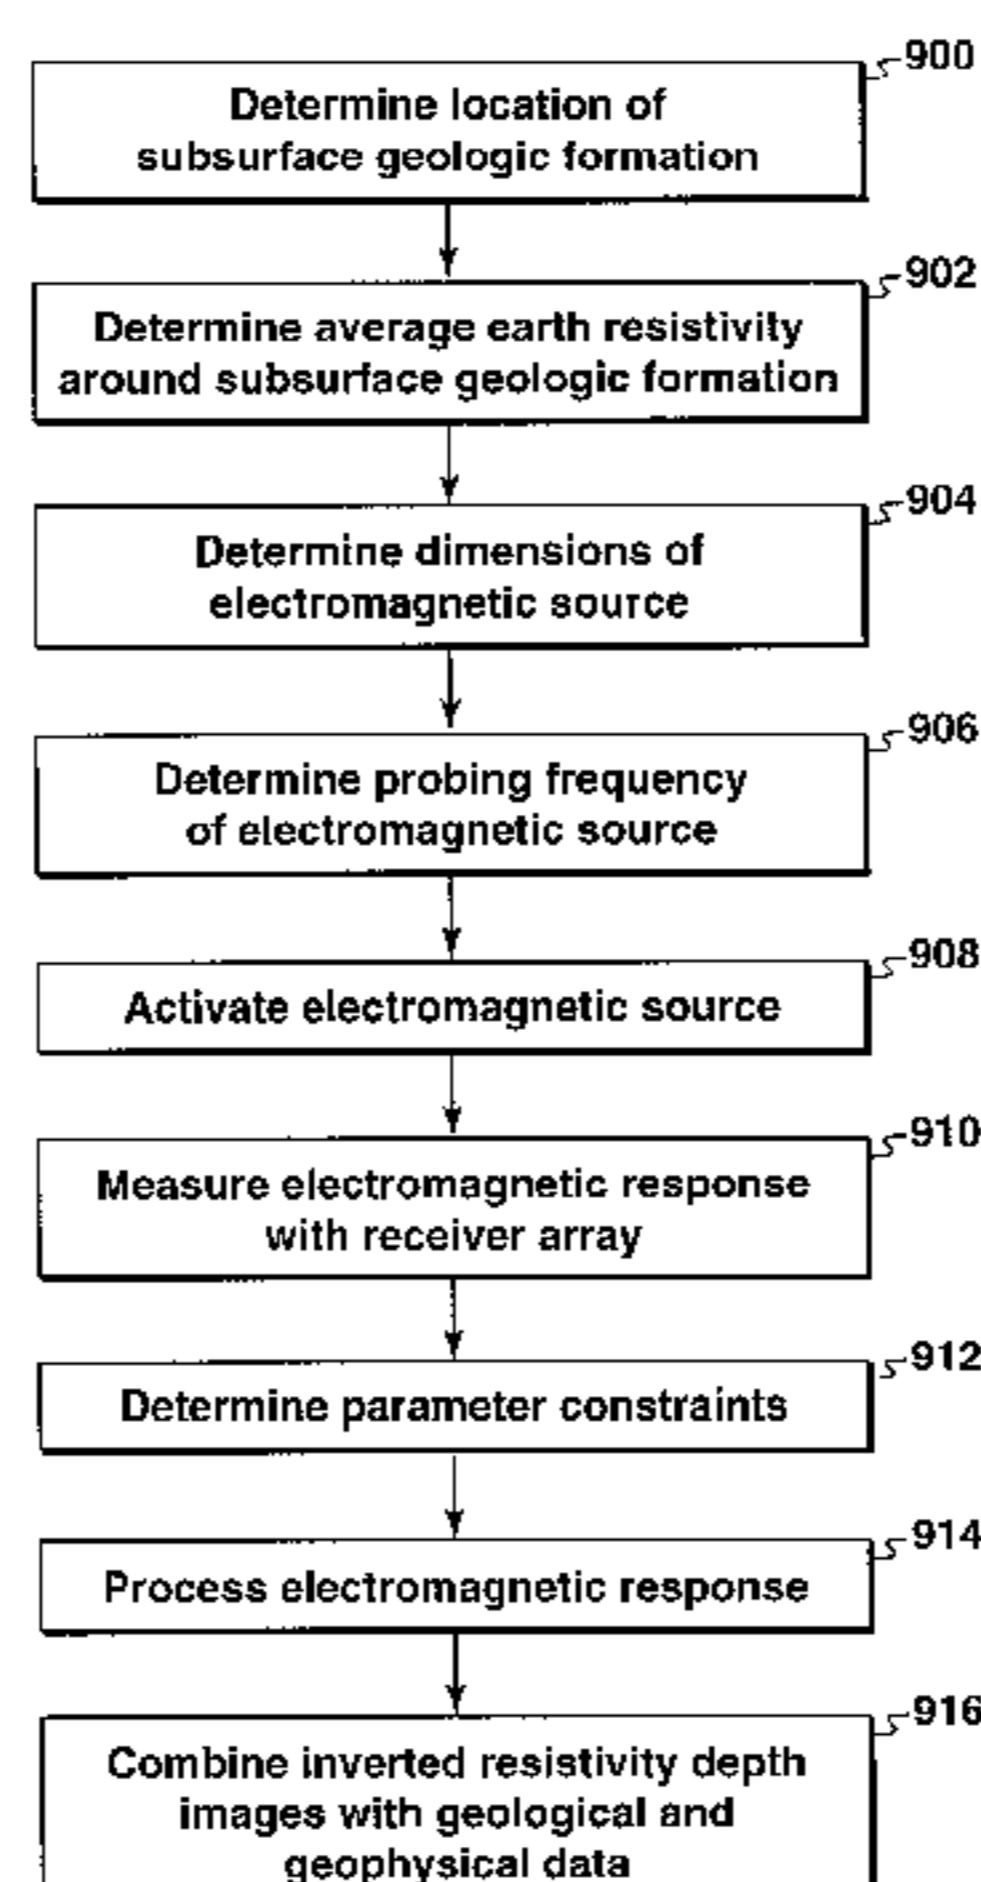 900
Determine location of
subsurface geologic formation
902
Determine average earth resistivity
around subsurface geologic formation
904
Determine dimensions of
electromagnetic source
906
Determine probing frequency
of electromagnetic source
908
Activate electromagnetic source
910
Measure electromagnetic response
with receiver array
912
Determine parameter constraints
914
Process electromagnetic response
916
Combine inverted resistivity depth
images with geological and
geophysical data